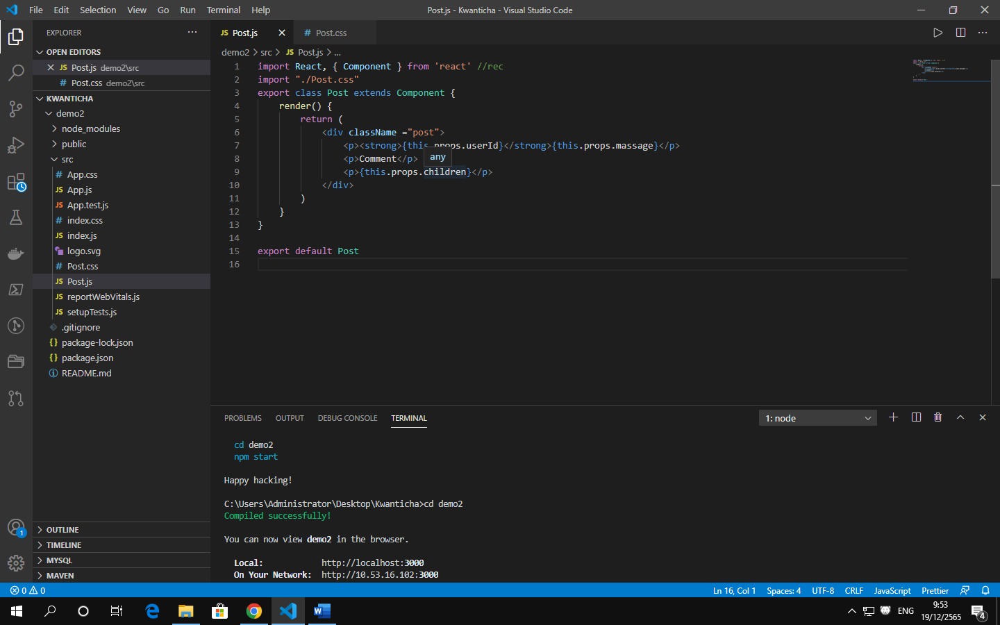 File Edit Selection View Go Run Terminal Help
Post.js - Kwanticha - Visual Studio Code
EXPLORER
OPEN EDITORS
JS Post.js demo2\src
# Post.css demo2\src
KWANTICHA
demo2
node_modules
public
src
# App.css
JS App.js
JS App.test.js
# index.css
JS index.js
logo.svg
# Post.css
JS Post.js
JS reportWebVitals.js
JS setupTests.js
.gitignore
{} package-lock.json
{} package.json
README.md
OUTLINE
TIMELINE
MYSQL
MAVEN
1
JS Post.js
# Post.css
demo2 > src > JS Post.js > ...
1 import React, { Component } from 'react' //rec
2 import "./Post.css"
3 export class Post extends Component {
4 render() {
5 return (
6 <div className ="post">
7 <p><strong>{this.props.userId}</strong>{this.props.massage}</p>
8 <p>Comment</p>
any
9 <p>{this.props.children}</p>
10 </div>
11 )
12 }
13 }
14
15 export default Post
16
PROBLEMS OUTPUT DEBUG CONSOLE TERMINAL
1: node
cd demo2
npm start
Happy hacking!
C:\Users\Administrator\Desktop\Kwanticha>cd demo2
Compiled successfully!
You can now view demo2 in the browser.
Local: http://localhost:3000
On Your Network: http://10.53.16.102:3000
0 0
Ln 16, Col 1 Spaces: 4 UTF-8 CRLF JavaScript Prettier
ENG
9:53
19/12/2565
4